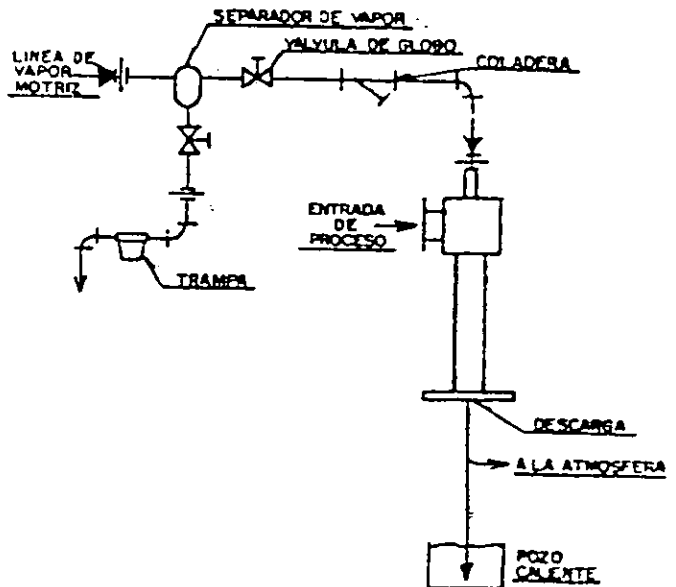 SEPARADOR DE VAPOR
VALVULA DE GLOBO
LINEA DE
VAPOR
MOTRIZ
COLADERA
ENTRADA
DE
PROCESO
TRAMPA
DESCARGA
A LA ATMOSFERA
POZO
CALIENTE